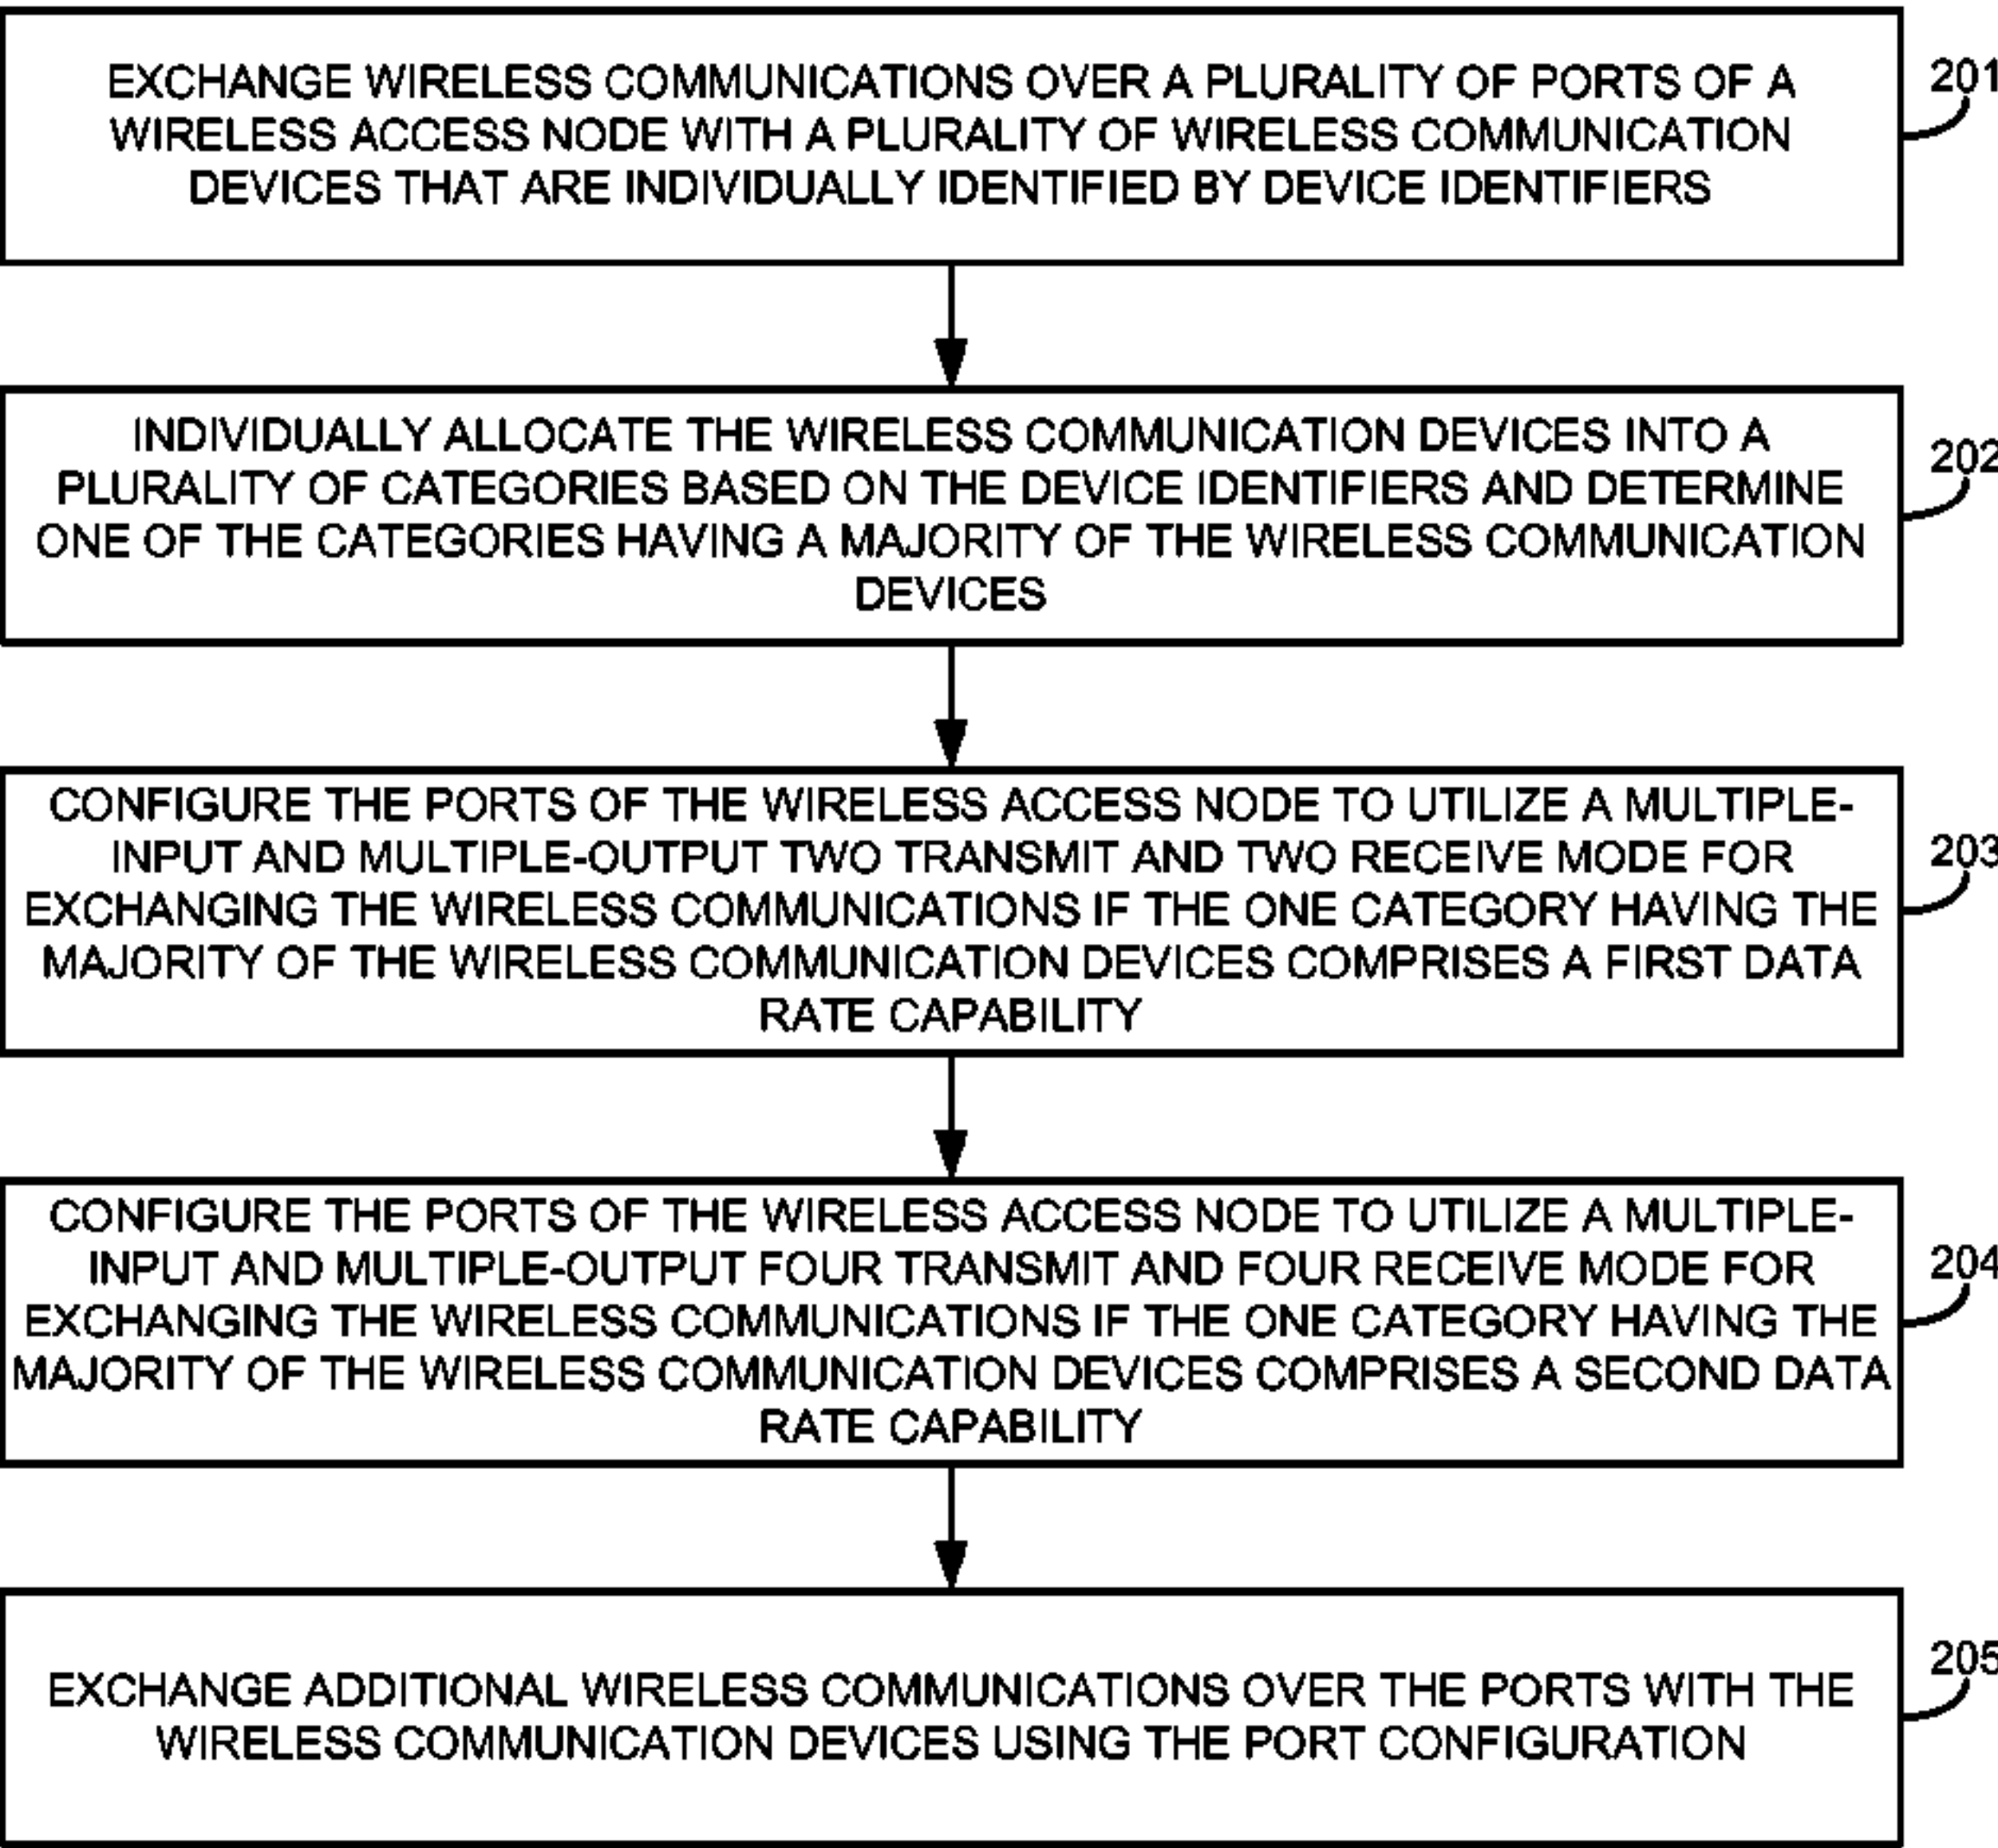 EXCHANGE WIRELESS COMMUNICATIONS OVER A PLURALITY OF PORTS OF A
WIRELESS ACCESS NODE WITH A PLURALITY OF WIRELESS COMMUNICATION
DEVICES THAT ARE INDIVIDUALLY IDENTIFIED BY DEVICE IDENTIFIERS
201
INDIVIDUALLY ALLOCATE THE WIRELESS COMMUNICATION DEVICES INTO A
PLURALITY OF CATEGORIES BASED ON THE DEVICE IDENTIFIERS AND DETERMINE
ONE OF THE CATEGORIES HAVING A MAJORITY OF THE WIRELESS COMMUNICATION
DEVICES
202
CONFIGURE THE PORTS OF THE WIRELESS ACCESS NODE TO UTILIZE A MULTIPLE-
INPUT AND MULTIPLE-OUTPUT TWO TRANSMIT AND TWO RECEIVE MODE FOR
EXCHANGING THE WIRELESS COMMUNICATIONS IF THE ONE CATEGORY HAVING THE
MAJORITY OF THE WIRELESS COMMUNICATION DEVICES COMPRISES A FIRST DATA
RATE CAPABILITY
203
CONFIGURE THE PORTS OF THE WIRELESS ACCESS NODE TO UTILIZE A MULTIPLE-
INPUT AND MULTIPLE-OUTPUT FOUR TRANSMIT AND FOUR RECEIVE MODE FOR
EXCHANGING THE WIRELESS COMMUNICATIONS IF THE ONE CATEGORY HAVING THE
MAJORITY OF THE WIRELESS COMMUNICATION DEVICES COMPRISES A SECOND DATA
RATE CAPABILITY
204
EXCHANGE ADDITIONAL WIRELESS COMMUNICATIONS OVER THE PORTS WITH THE
WIRELESS COMMUNICATION DEVICES USING THE PORT CONFIGURATION
205